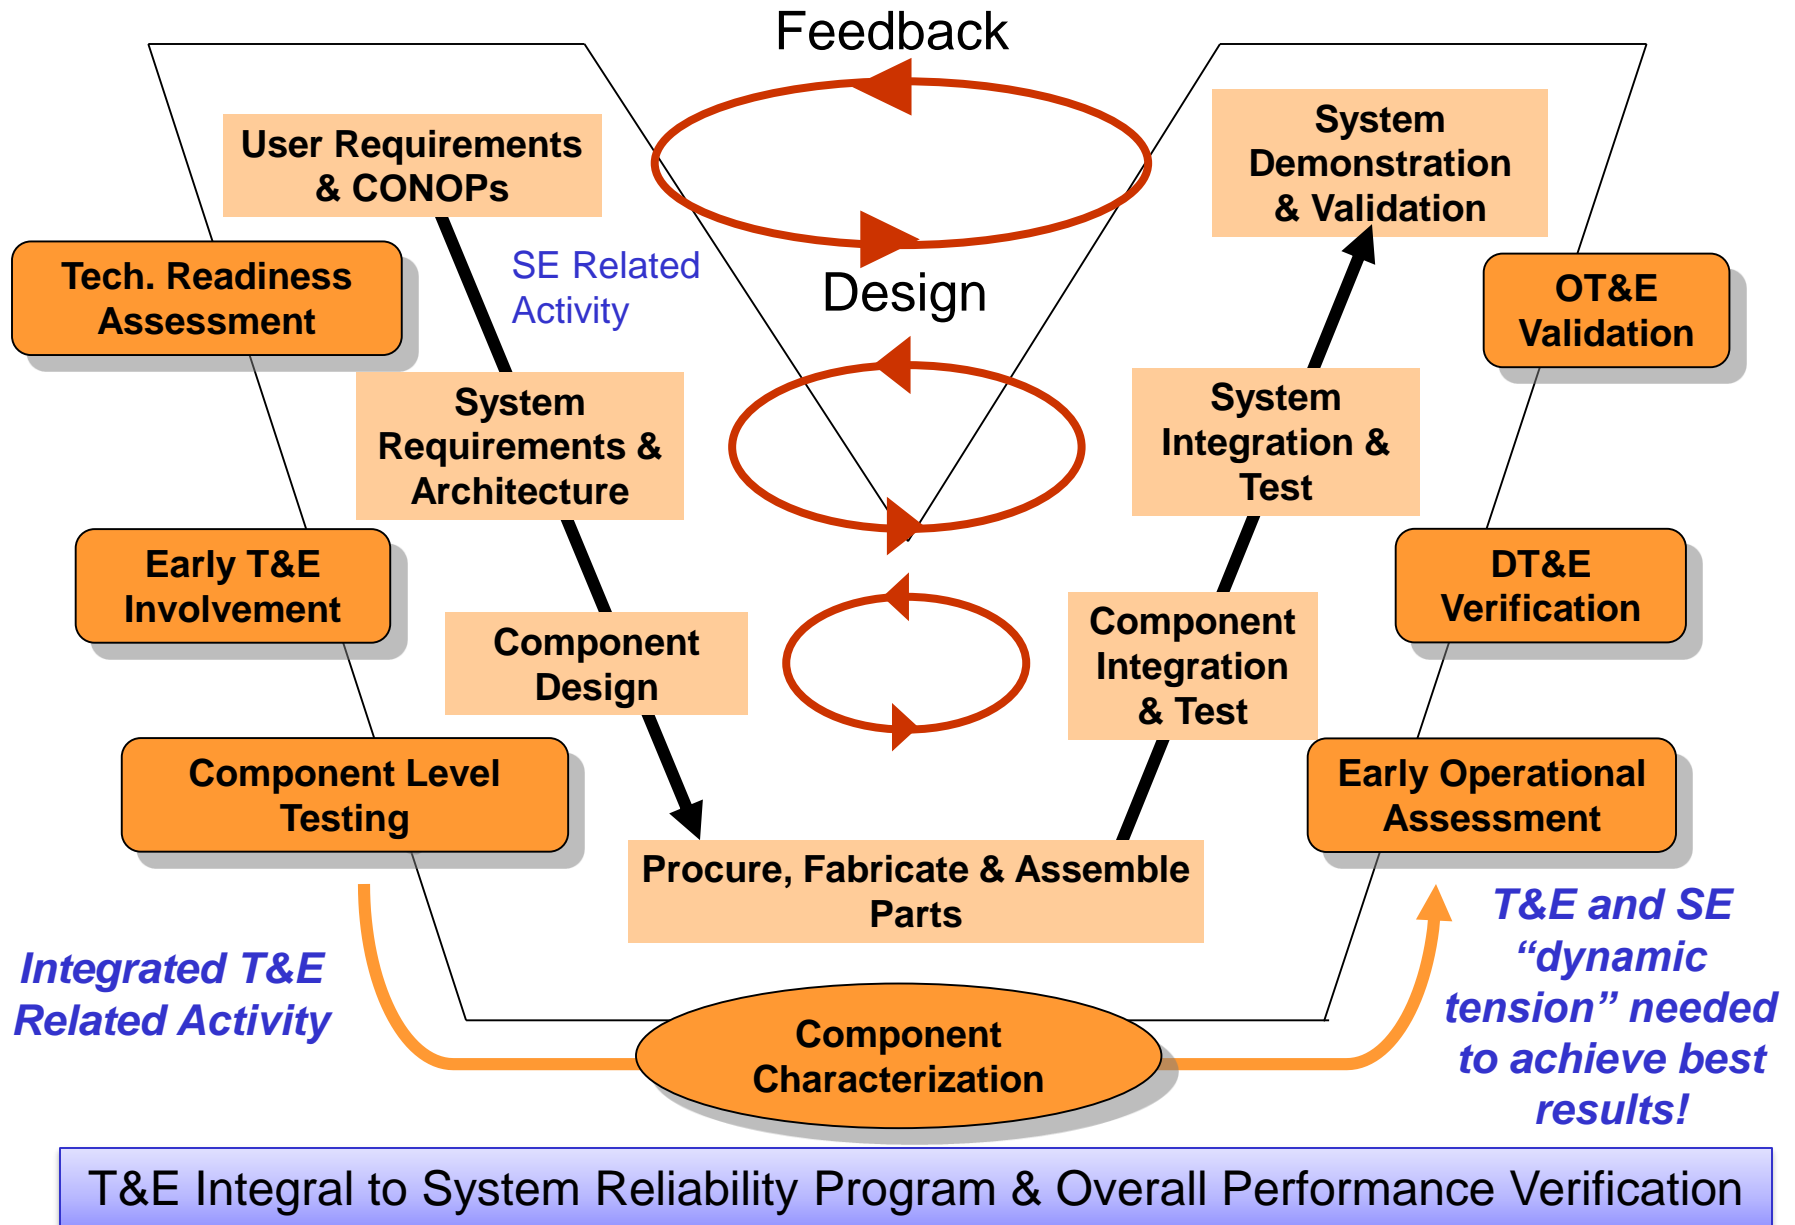 Feedback
User Requirements
& CONOPs
System
Demonstration
& Validation
Tech. Readiness
Assessment
SE Related
Activity
Design
OT&E
Validation
System
Requirements &
Architecture
System
Integration &
Test
Early T&E
Involvement
DT&E
Verification
Component
Design
Component
Integration
& Test
Component Level
Testing
Early Operational
Assessment
Procure, Fabricate & Assemble
Parts
Integrated T&E
Related Activity
T&E and SE
“dynamic
tension” needed
to achieve best
results!
Component
Characterization
T&E Integral to System Reliability Program & Overall Performance Verification